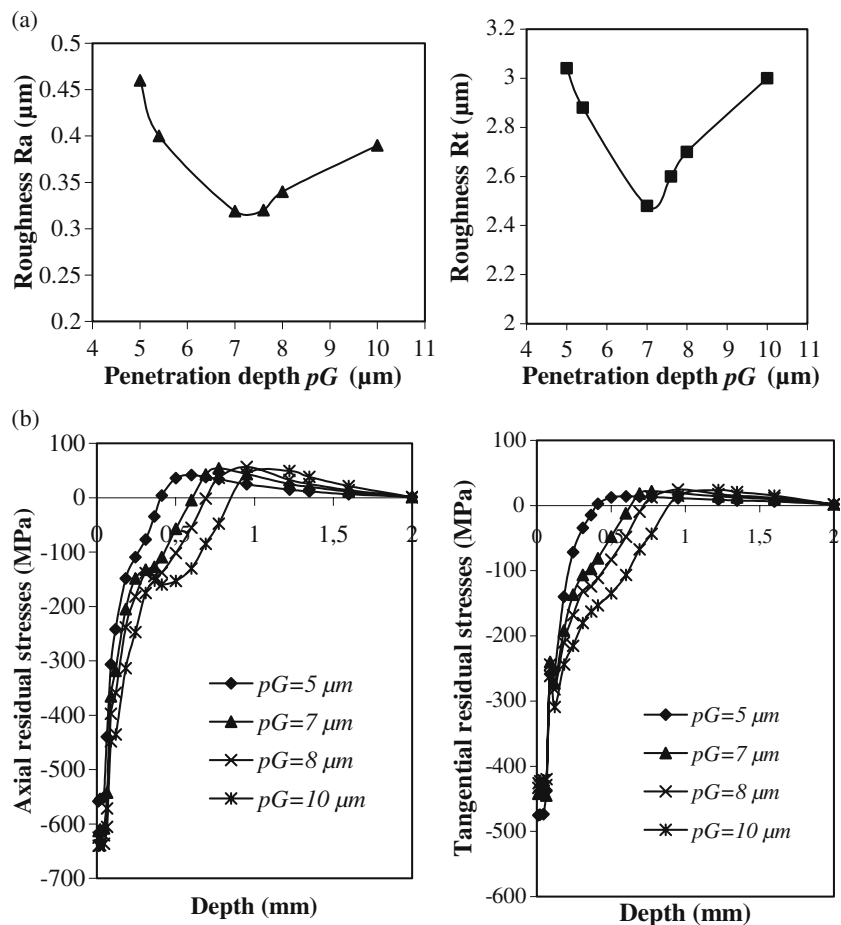 (a)
0.5
0.45
0.4
0.35
0.3
0.25
0.2
4 5 6 7 8 9 10 11
Roughness Ra (µm)
Penetration depth pG (µm)
3.2
3
2.8
2.6
2.4
2.2
2
4 5 6 7 8 9 10 11
Roughness Rt (µm)
Penetration depth pG (µm)
(b)
100
0
-100
-200
-300
-400
-500
-600
-700
0 0,5 1 1,5 2
Axial residual stresses (MPa)
Depth (mm)
pG=5 µm
pG=7 µm
pG=8 µm
pG=10 µm
100
0
-100
-200
-300
-400
-500
-600
0 0,5 1 1,5 2
Tangential residual stresses (MPa)
Depth (mm)
pG=5 µm
pG=7 µm
pG=8 µm
pG=10 µm